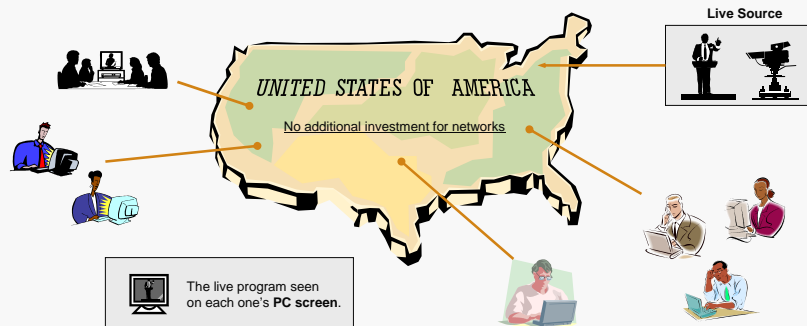 Live Source
UNITED STATES OF AMERICA
No additional investment for networks
The live program seen
on each one's PC screen.